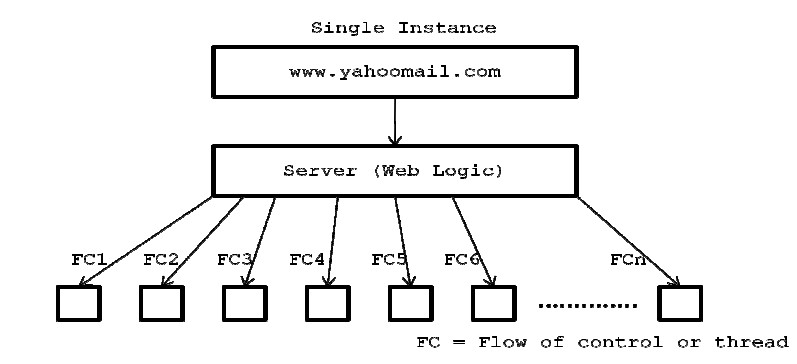 Single Instance
www.yahoomail.com
Server (Web Logic)
FC1 FC2 FC3 FC4 FC5 FC6 FCn
FC = Flow of control or thread